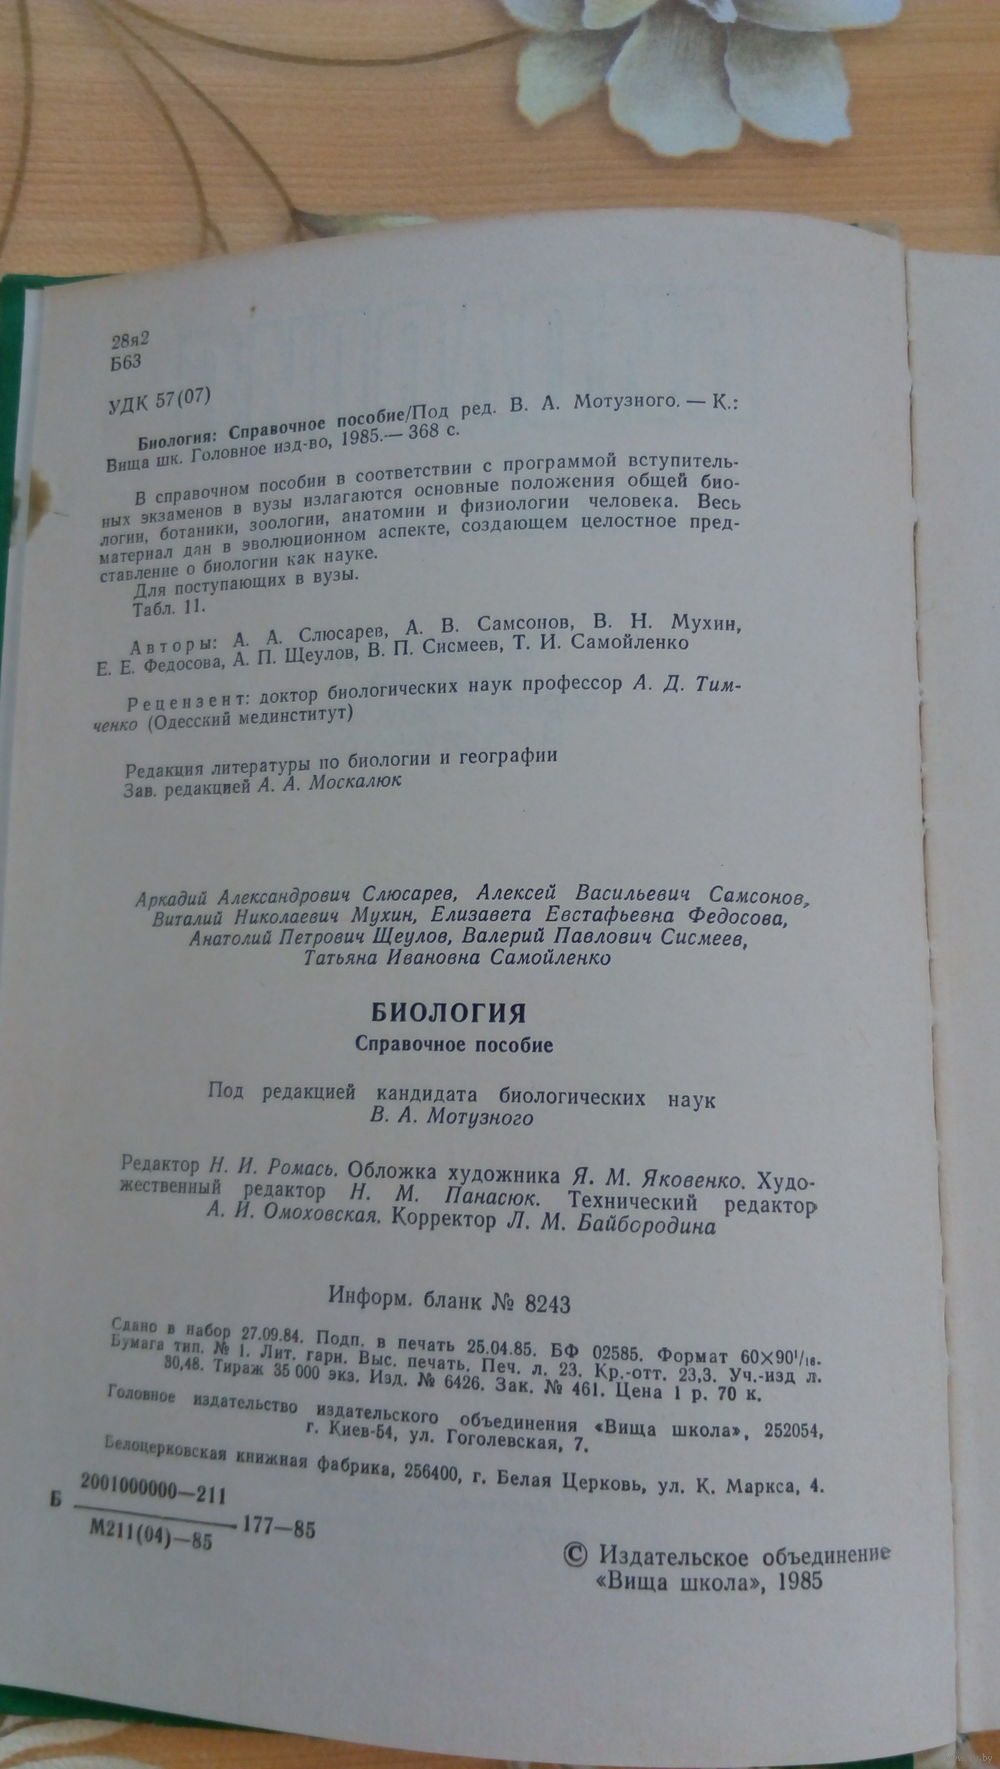 28я2
Б63
УДК 57(07)
Биология: Справочное пособие/Под ред. В. А. Мотузного. — К.:
Вища шк. Головное изд-во, 1985.— 368 с.
В справочном пособии в соответствии с программой вступитель-
ных экзаменов в вузы излагаются основные положения общей био-
логии, ботаники, зоологии, анатомии и физиологии человека. Весь
материал дан в эволюционном аспекте, создающем целостное пред-
ставление о биологии как науке.
Для поступающих в вузы.
Табл. 11.
Авторы: А. А. Слюсарев, А. В. Самсонов, В. Н. Мухин,
Е. Е. Федосова, А. П. Щеулов, В. П. Сисмеев, Т. И. Самойленко
Рецензент: доктор биологических наук профессор А. Д. Тим-
ченко (Одесский мединститут)
Редакция литературы по биологии и географии
Зав. редакцией А. А. Москалюк
Аркадий Александрович Слюсарев, Алексей Васильевич Самсонов,
Виталий Николаевич Мухин, Елизавета Евстафьевна Федосова,
Анатолий Петрович Щеулов, Валерий Павлович Сисмеев,
Татьяна Ивановна Самойленко
БИОЛОГИЯ
Справочное пособие
Под редакцией кандидата биологических наук
В. А. Мотузного
Редактор Н. И. Ромась. Обложка художника Я. М. Яковенко. Худо-
жественный редактор Н. М. Панасюк. Технический редактор
А. И. Омоховская. Корректор Л. М. Байбородина
Информ. бланк № 8243
Сдано в набор 27.09.84. Подп. в печать 25.04.85. БФ 02585. Формат 60×90¹/₁₆.
Бумага тип. № 1. Лит. гарн. Выс. печать. Печ. л. 23. Кр.-отт. 23,3. Уч.-изд л.
30,48. Тираж 35 000 экз. Изд. № 6426. Зак. № 461. Цена 1 р. 70 к.
Головное издательство издательского объединения «Вища школа», 252054,
г. Киев-54, ул. Гоголевская, 7.
Белоцерковская книжная фабрика, 256400, г. Белая Церковь, ул. К. Маркса, 4.
2001000000—211
Б 177—85
М211(04)—85
© Издательское объединение
«Вища школа», 1985